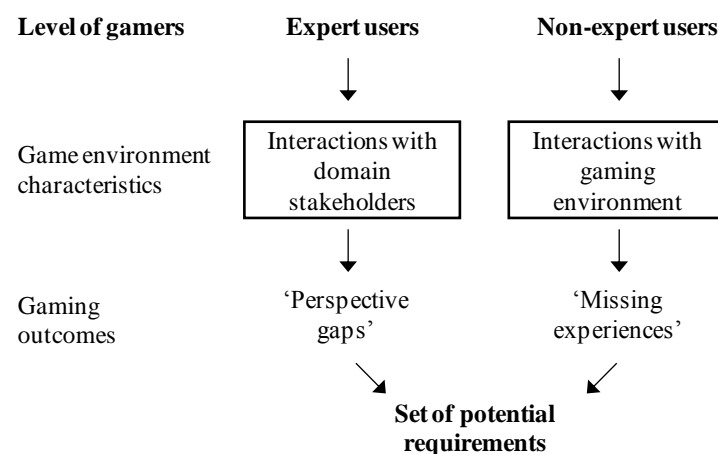 Level of gamers
Expert users
Non-expert users
Game environment
characteristics
Interactions with
domain
stakeholders
Interactions with
gaming
environment
Gaming
outcomes
‘Perspective
gaps’
‘Missing
experiences’
Set of potential
requirements